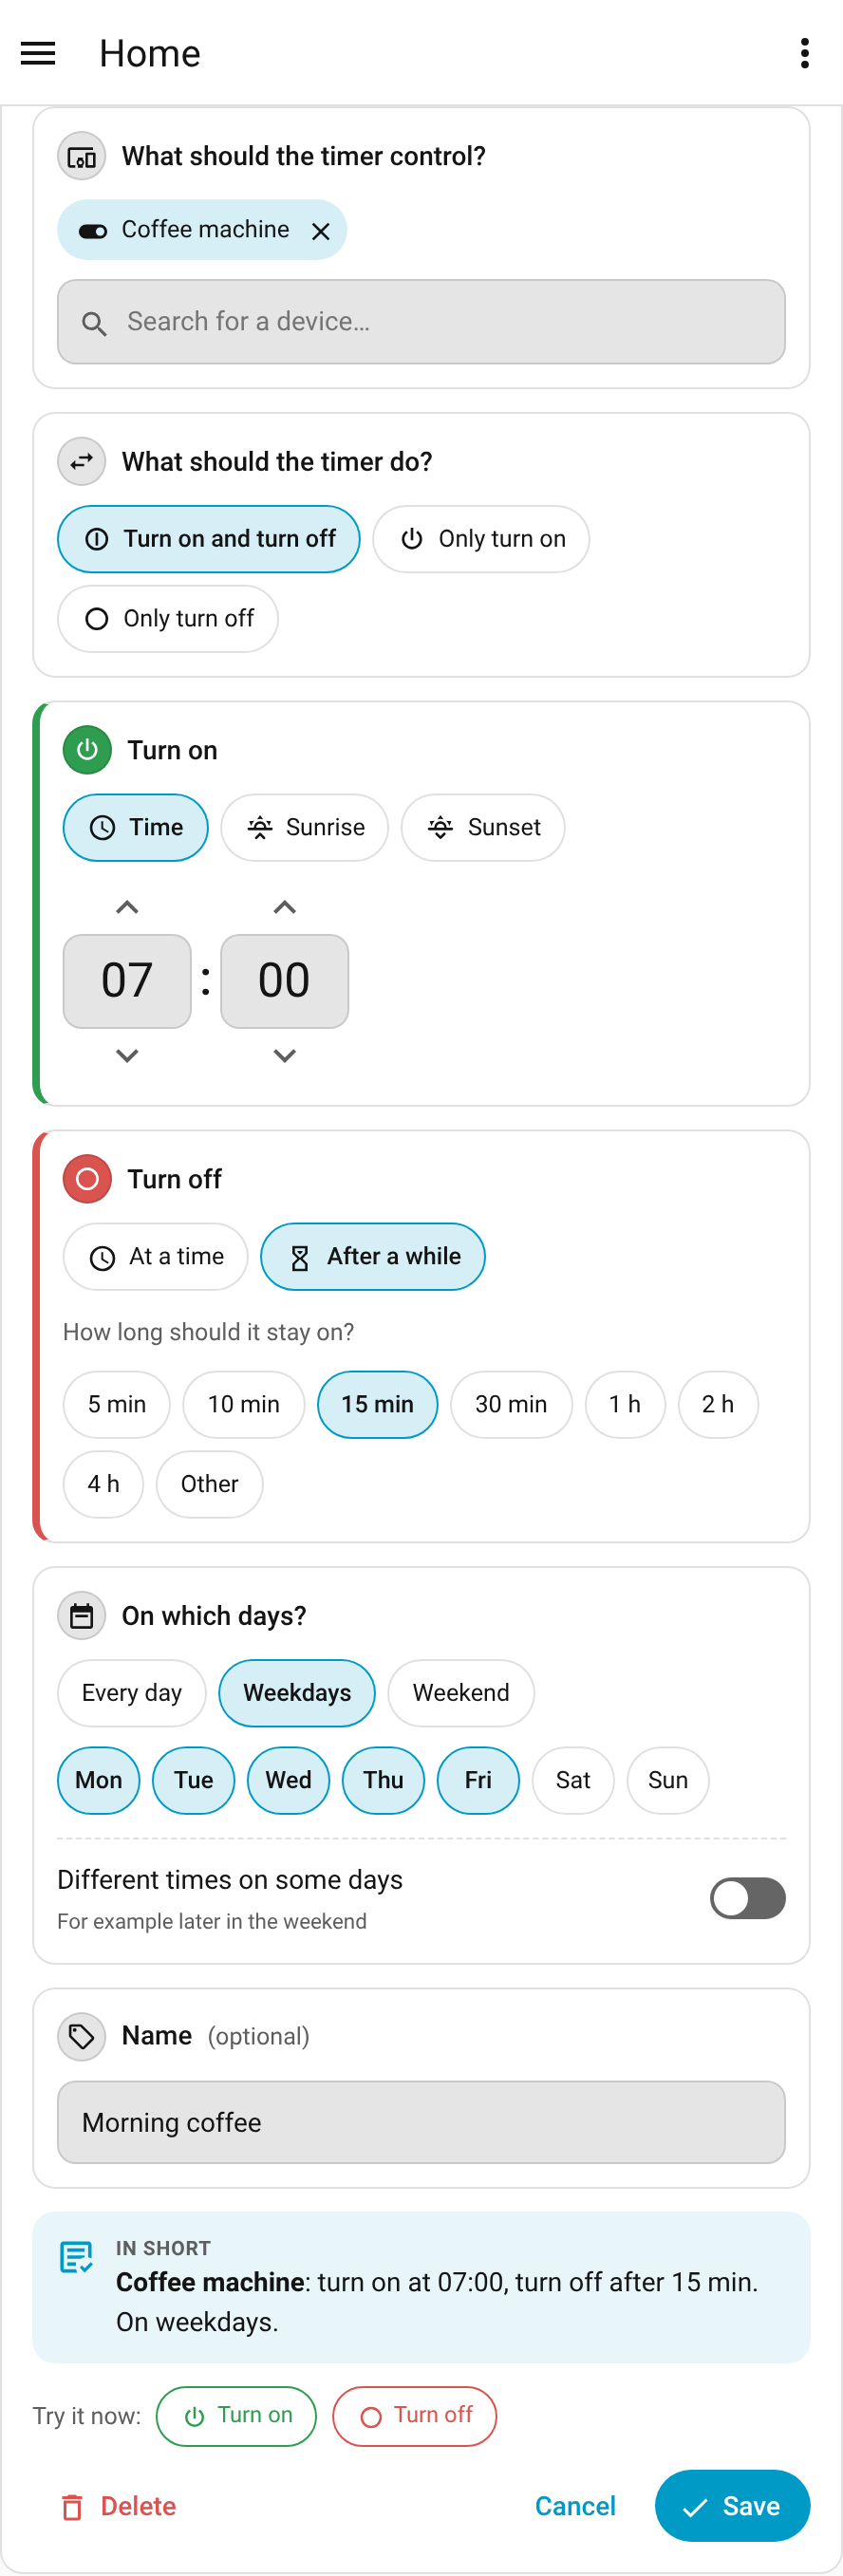 Home
What should the timer control?
Coffee machine
Search for a device...
What should the timer do?
Turn on and turn off
Only turn on
Only turn off
Turn on
Time
Sunrise
Sunset
07 : 00
Turn off
At a time
After a while
How long should it stay on?
5 min
10 min
15 min
30 min
1 h
2 h
4 h
Other
On which days?
Every day
Weekdays
Weekend
Mon
Tue
Wed
Thu
Fri
Sat
Sun
Different times on some days
For example later in the weekend
Name (optional)
Morning coffee
IN SHORT
Coffee machine: turn on at 07:00, turn off after 15 min.
On weekdays.
Try it now:
Turn on
Turn off
Delete
Cancel
Save